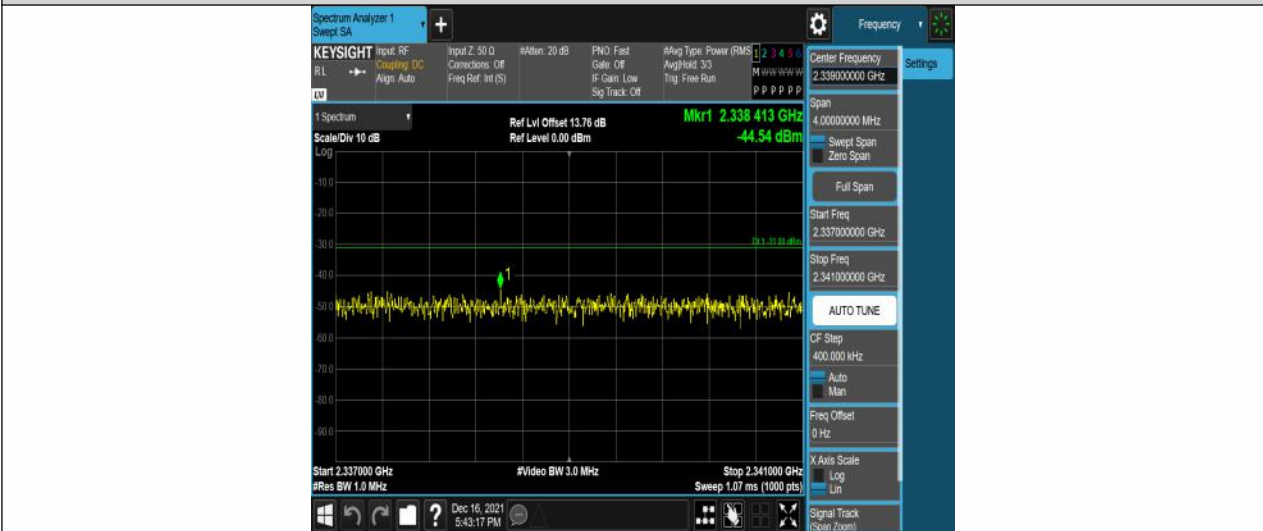 Spectrum Analyzer 1
Swept SA
+
Frequency
KEYSIGHT
RL
LV
Input: RF
Coupling: DC
Align: Auto
Input Z: 50 Ω
Corrections: Off
Freq Ref: Int (S)
#Atten: 20 dB
PNO: Fast
Gate: Off
IF Gain: Low
Sig Track: Off
#Avg Type: Power (RMS
Avg|Hold: 3/3
Trig: Free Run
1 2 3 4 5 6
M W W W W W
P P P P P P
Center Frequency
2.339000000 GHz
Settings
Span
4.00000000 MHz
Swept Span
Zero Span
Full Span
Start Freq
2.337000000 GHz
Stop Freq
2.341000000 GHz
AUTO TUNE
CF Step
400.000 kHz
Auto
Man
Freq Offset
0 Hz
X Axis Scale
Log
Lin
Signal Track
(Span Zoom)
1 Spectrum
Scale/Div 10 dB
Ref Lvl Offset 13.76 dB
Ref Level 0.00 dBm
Mkr1 2.338 413 GHz
-44.54 dBm
Log
-10.0
-20.0
-30.0
DL1 -31.00 dBm
-40.0
1
-50.0
-60.0
-70.0
-80.0
-90.0
Start 2.337000 GHz
#Res BW 1.0 MHz
#Video BW 3.0 MHz
Stop 2.341000 GHz
Sweep 1.07 ms (1000 pts)
?
Dec 16, 2021
5:43:17 PM